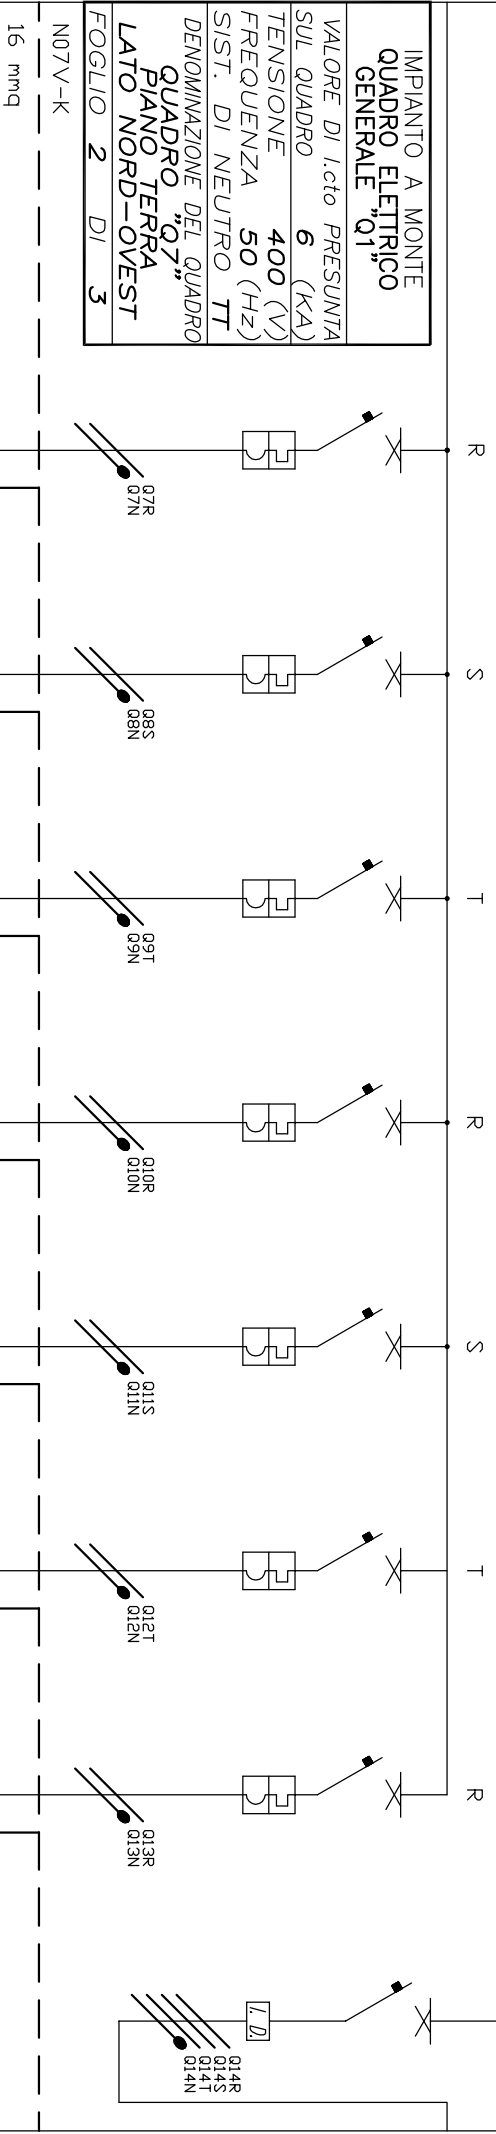 IMPIANTO A MONTE
QUADRO ELETTRICO
GENERALE "Q1"
VALORE DI I.cto PRESUNTA
SUL QUADRO 6 (KA)
TENSIONE 400 (V)
FREQUENZA 50 (Hz)
SIST. DI NEUTRO TT
DENOMINAZIONE DEL QUADRO
QUADRO "Q7"
PIANO TERRA
LATO NORD-OVEST
FOGLIO 2 DI 3
N07V-K
16 mmq
R
S
T
R
S
T
R
Q7R
Q7N
Q8S
Q8N
Q9T
Q9N
Q10R
Q10N
Q11S
Q11N
Q12T
Q12N
Q13R
Q13N
I. D.
Q14R
Q14S
Q14T
Q14N